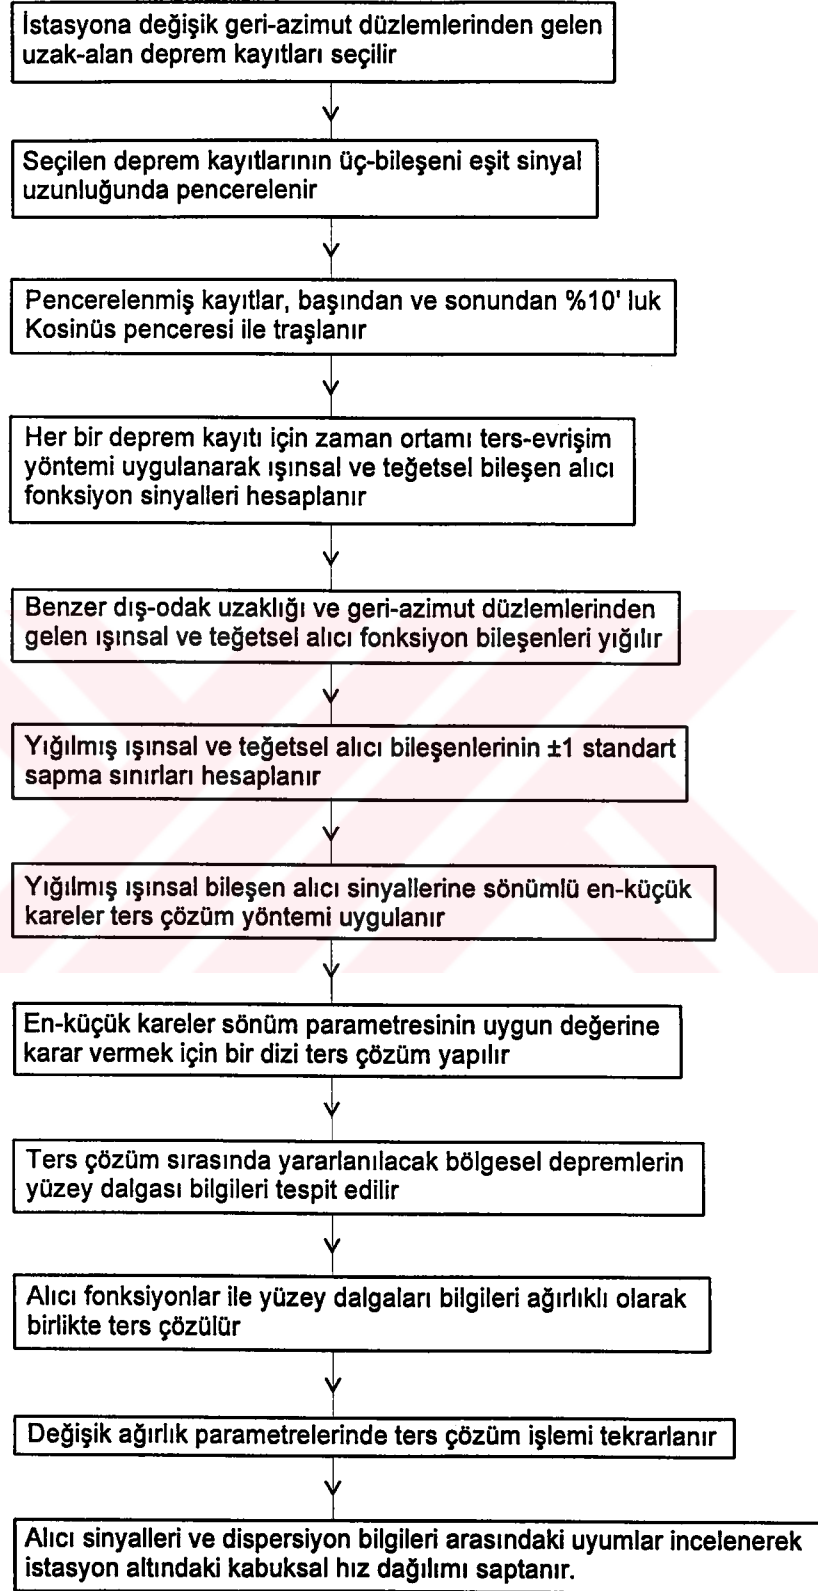 İstasyona değişik geri-azimut düzlemlerinden gelen
uzak-alan deprem kayıtları seçilir
Seçilen deprem kayıtlarının üç-bileşeni eşit sinyal
uzunluğunda pencerelenir
Pencerelenmiş kayıtlar, başından ve sonundan %10' luk
Kosinüs penceresi ile traşlanır
Her bir deprem kayıtı için zaman ortamı ters-evrişim
yöntemi uygulanarak ışınsal ve teğetsel bileşen alıcı
fonksiyon sinyalleri hesaplanır
Benzer dış-odak uzaklığı ve geri-azimut düzlemlerinden
gelen ışınsal ve teğetsel alıcı fonksiyon bileşenleri yığılır
Yığılmış ışınsal ve teğetsel alıcı bileşenlerinin ±1 standart
sapma sınırları hesaplanır
Yığılmış ışınsal bileşen alıcı sinyallerine sönümlü en-küçük
kareler ters çözüm yöntemi uygulanır
En-küçük kareler sönüm parametresinin uygun değerine
karar vermek için bir dizi ters çözüm yapılır
Ters çözüm sırasında yararlanılacak bölgesel depremlerin
yüzey dalgası bilgileri tespit edilir
Alıcı fonksiyonlar ile yüzey dalgaları bilgileri ağırlıklı olarak
birlikte ters çözülür
Değişik ağırlık parametrelerinde ters çözüm işlemi tekrarlanır
Alıcı sinyalleri ve dispersiyon bilgileri arasındaki uyumlar incelenerek
istasyon altındaki kabuksal hız dağılımı saptanır.